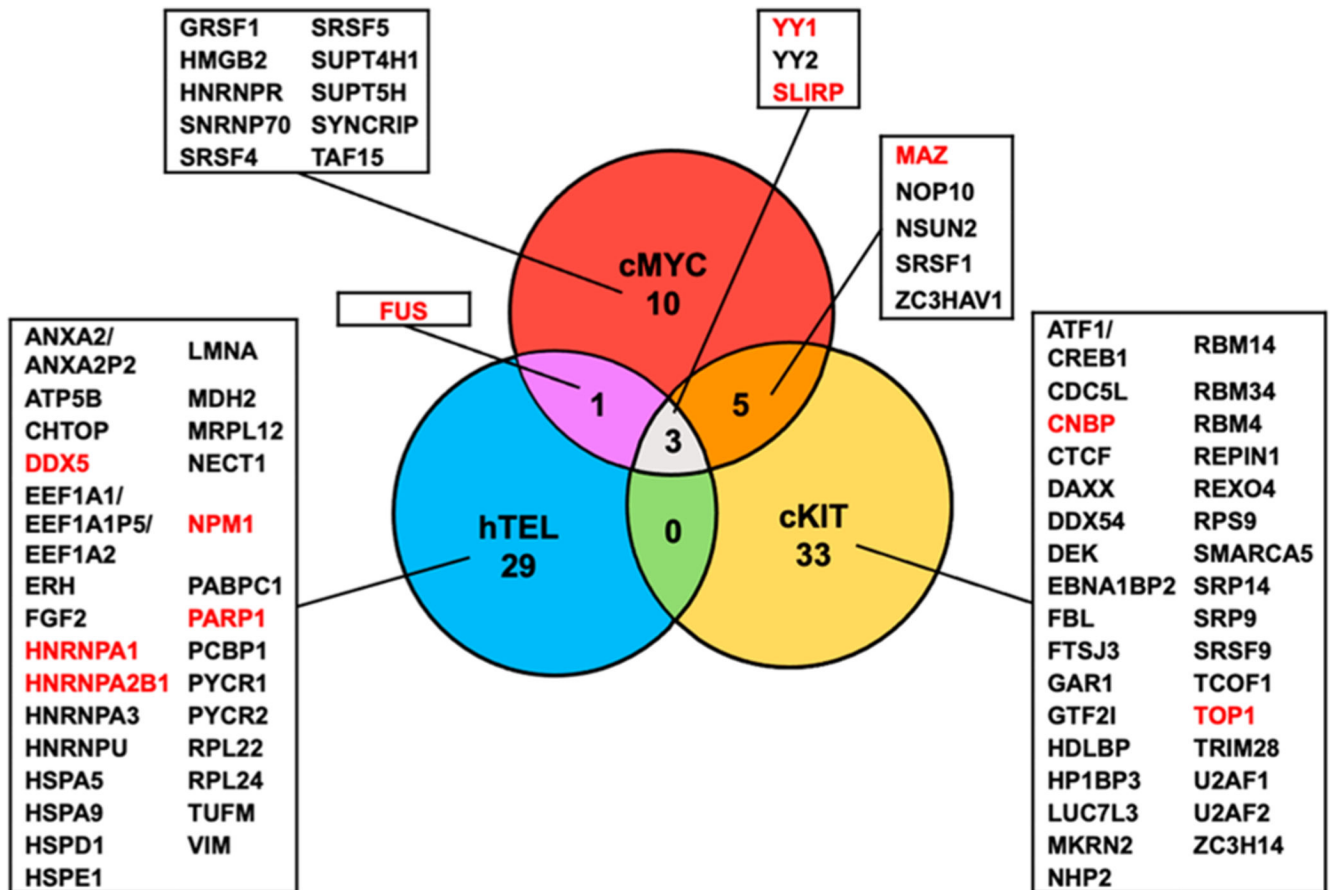 GRSF1 SRSF5
HMGB2 SUPT4H1
HNRNPR SUPT5H
SNRNP70 SYNCRIP
SRSF4 TAF15
YY1
YY2
SLIRP
MAZ
NOP10
NSUN2
SRSF1
ZC3HAV1
FUS
cMYC
10
1
5
3
hTEL
29
0
cKIT
33
ANXA2/
ANXA2P2
LMNA
ATP5B MDH2
CHTOP MRPL12
DDX5 NECT1
EEF1A1/
EEF1A1P5/ NPM1
EEF1A2
ERH PABPC1
FGF2 PARP1
HNRNPA1 PCBP1
HNRNPA2B1 PYCR1
HNRNPA3 PYCR2
HNRNPU RPL22
HSPA5 RPL24
HSPA9 TUFM
HSPD1 VIM
HSPE1
ATF1/
CREB1
RBM14
CDC5L RBM34
CNBP RBM4
CTCF REPIN1
DAXX REXO4
DDX54 RPS9
DEK SMARCA5
EBNA1BP2 SRP14
FBL SRP9
FTSJ3 SRSF9
GAR1 TCOF1
GTF2I TOP1
HDLBP TRIM28
HP1BP3 U2AF1
LUC7L3 U2AF2
MKRN2 ZC3H14
NHP2